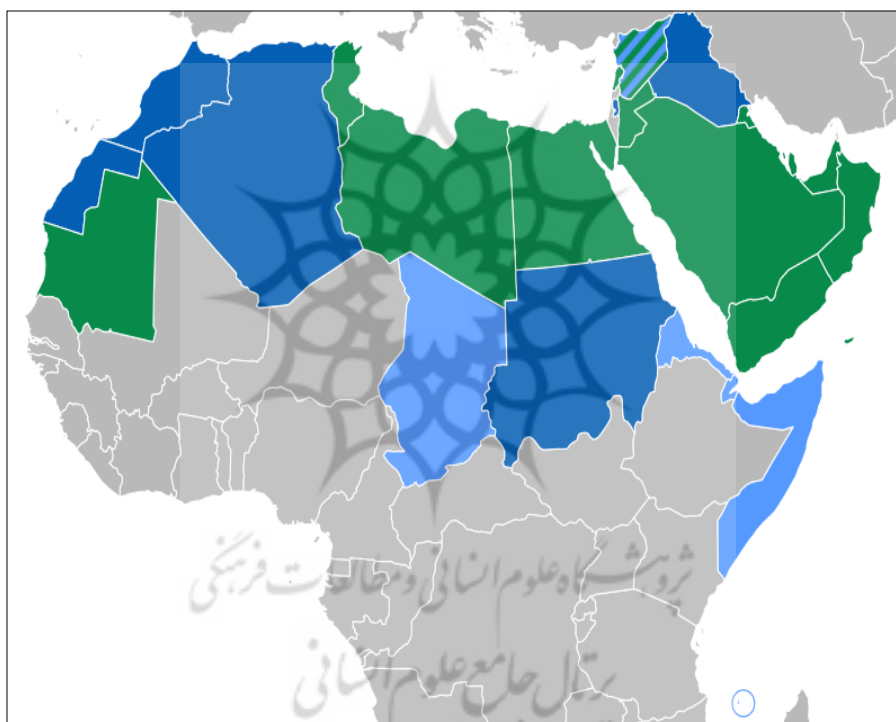 پژوهشگاه علوم انسانی و مطالعات فرهنگی
پرتال جامع علوم انسانی